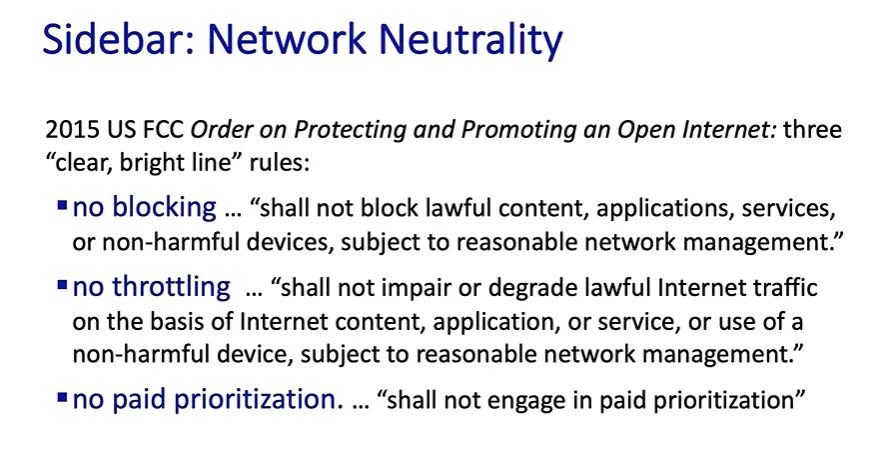 Sidebar: Network Neutrality
2015 US FCC Order on Protecting and Promoting an Open Internet: three
“clear, bright line” rules:
▪ no blocking … “shall not block lawful content, applications, services,
or non-harmful devices, subject to reasonable network management.”
▪ no throttling … “shall not impair or degrade lawful Internet traffic
on the basis of Internet content, application, or service, or use of a
non-harmful device, subject to reasonable network management.”
▪ no paid prioritization. … “shall not engage in paid prioritization”